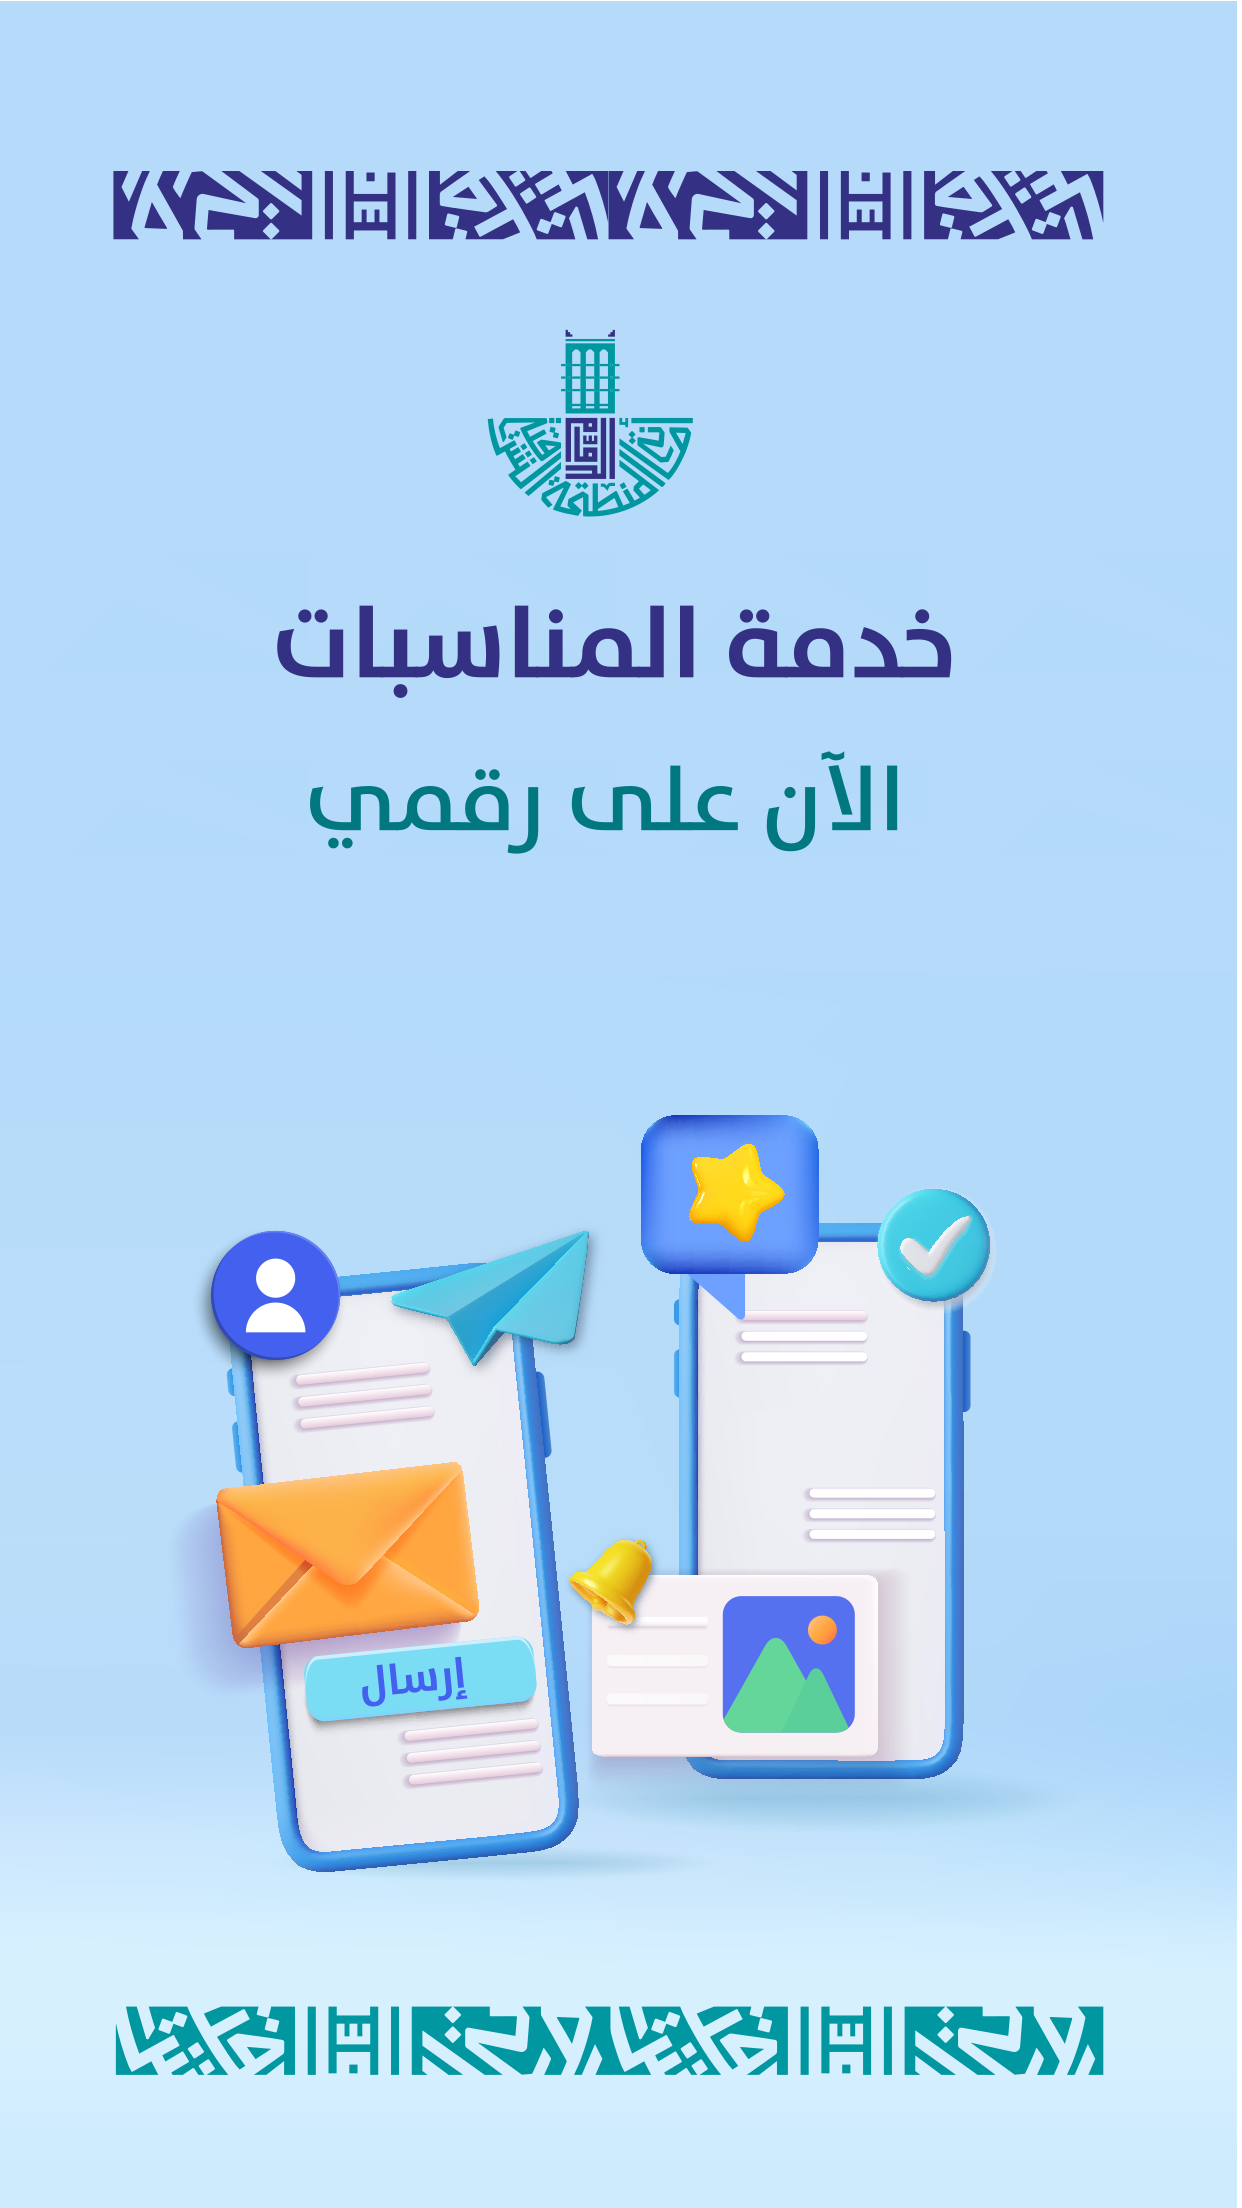 خدمة المناسبات
الآن على رقمي
إرسال